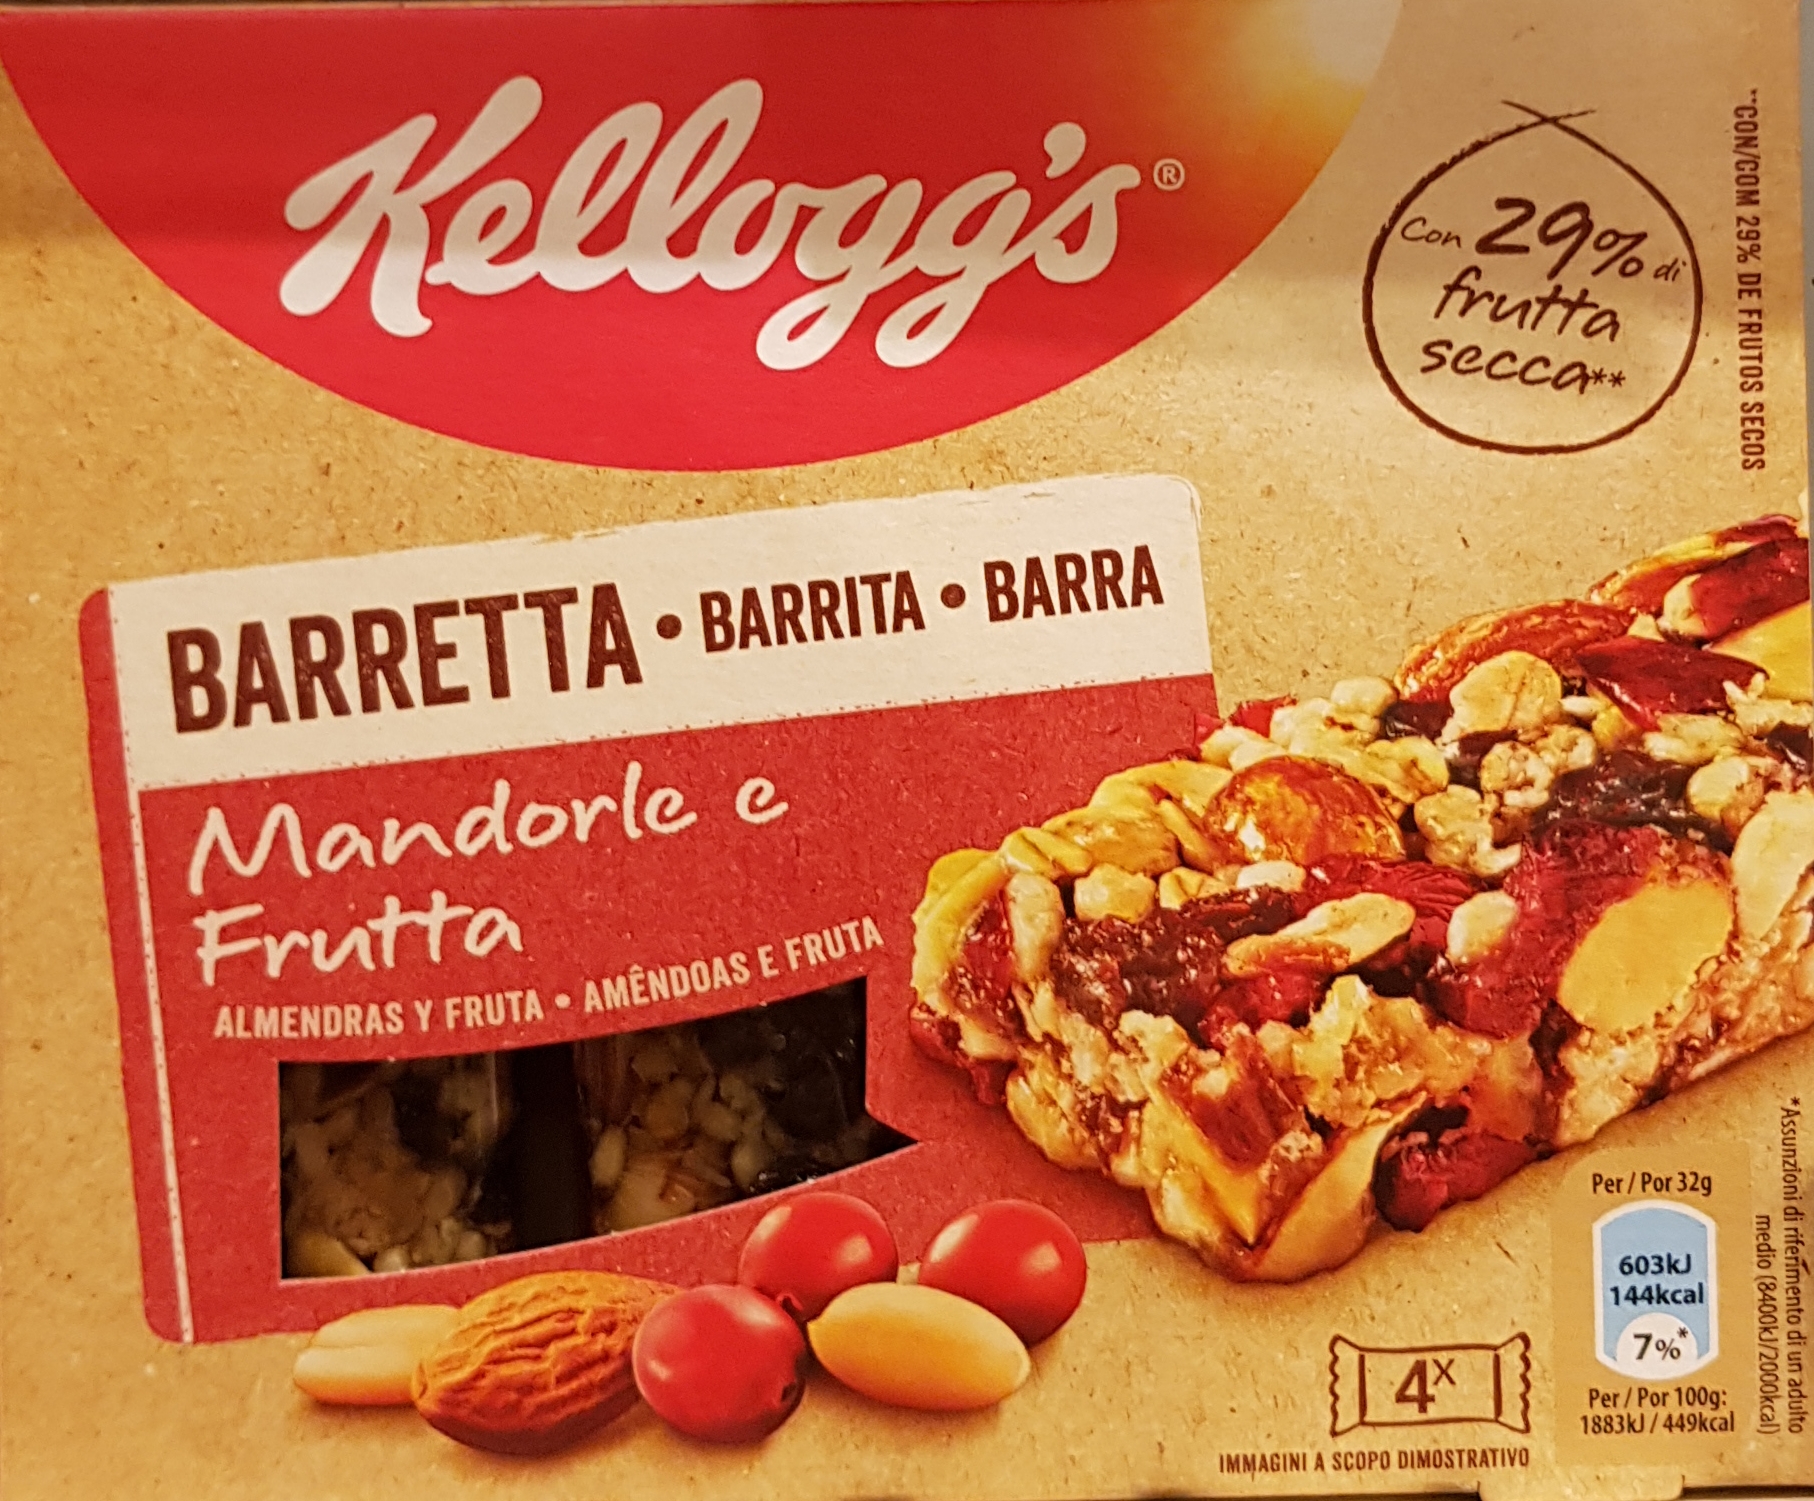 Kellogg's®
Con 29% di
frutta
secca**
**CON/COM 29% DE FRUTOS SECOS
BARRETTA • BARRITA • BARRA
Mandorle e
Frutta
ALMENDRAS Y FRUTA • AMÊNDOAS E FRUTA
Per / Por 32g
603kJ
144kcal
7%*
Per / Por 100g:
1883kJ / 449kcal
*Assunzioni di riferimento di un adulto
medio (8400kJ/2000kcal)
4x
IMMAGINI A SCOPO DIMOSTRATIVO